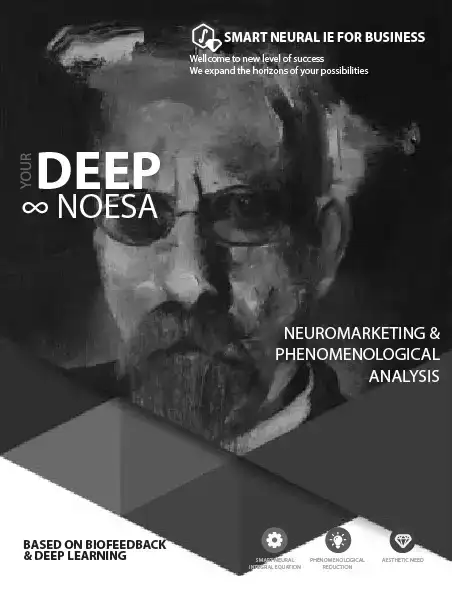 SMART NEURAL IE FOR BUSINESS
Wellcome to new level of success
We expand the horizons of your possibilities
YOUR
DEEP
∞ NOESA
NEUROMARKETING &
PHENOMENOLOGICAL
ANALYSIS
BASED ON BIOFEEDBACK
& DEEP LEARNING
SMART NEURAL
INTEGRAL EQUATION
PHENOMENOLOGICAL
REDUCTION
AESTHETIC NEED